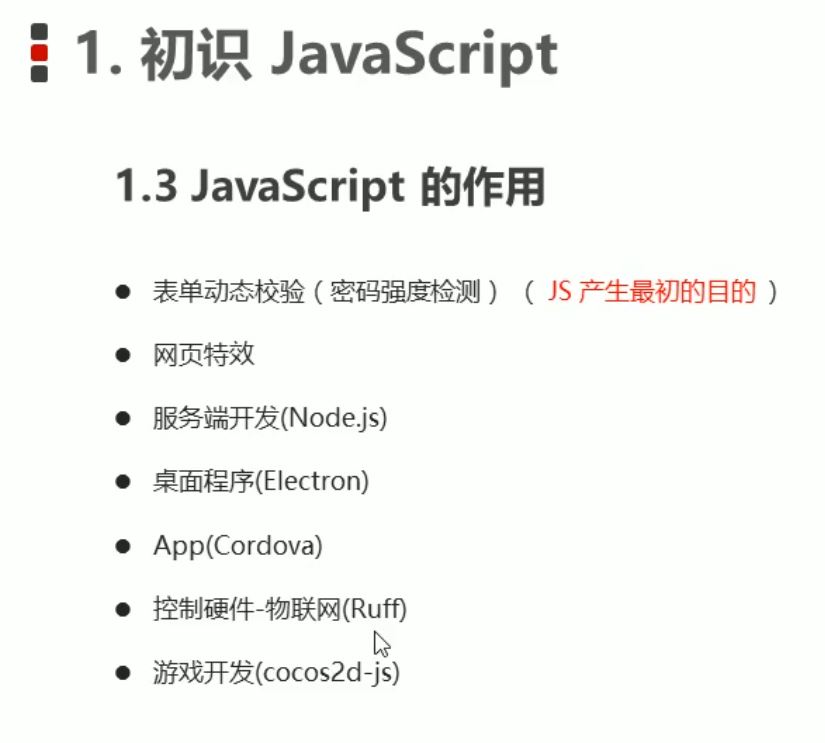 1. 初识 JavaScript
1.3 JavaScript 的作用
● 表单动态校验（密码强度检测）（ JS 产生最初的目的 ）
● 网页特效
● 服务端开发(Node.js)
● 桌面程序(Electron)
● App(Cordova)
● 控制硬件-物联网(Ruff)
● 游戏开发(cocos2d-js)